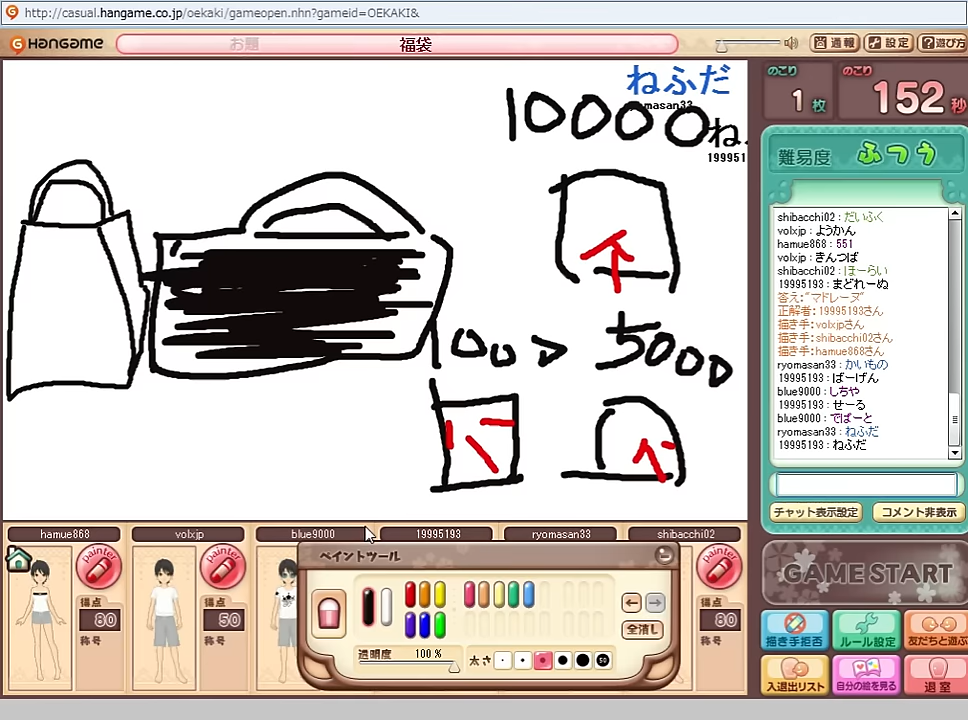 http://casual.hangame.co.jp/oekaki/gameopen.nhn?gameid=OEKAKI&
HANGAME
お題
福袋
通報
設定
遊び方
のこり
1枚
のこり
152秒
難易度 ふつう
ねふだ
ryomasan33
10000
ね
199951
100 > 5000
shibacchi02 : だいふく
volxjp : ようかん
hamue868 : 551
volxjp : きんつば
shibacchi02 : ほーらい
19995193 : まどれーぬ
答え:"マドレーヌ"
正解者: 19995193さん
描き手: volxjpさん
描き手: shibacchi02さん
描き手: hamue868さん
ryomasan33 : かいもの
19995193 : ばーげん
blue9000 : しちや
19995193 : せーる
blue9000 : でぱーと
ryomasan33 : ねふだ
19995193 : ねふだ
チャット表示設定
コメント非表示
GAME START
描き手拒否
ルール設定
友だちと遊ぶ
入退出リスト
自分の絵を見る
退室
hamue868
volxjp
blue9000
19995193
ryomasan33
shibacchi02
painter
得点
80
称号
painter
得点
50
称号
painter
得点
80
称号
ペイントツール
全消し
透明度 100 %
太さ
50